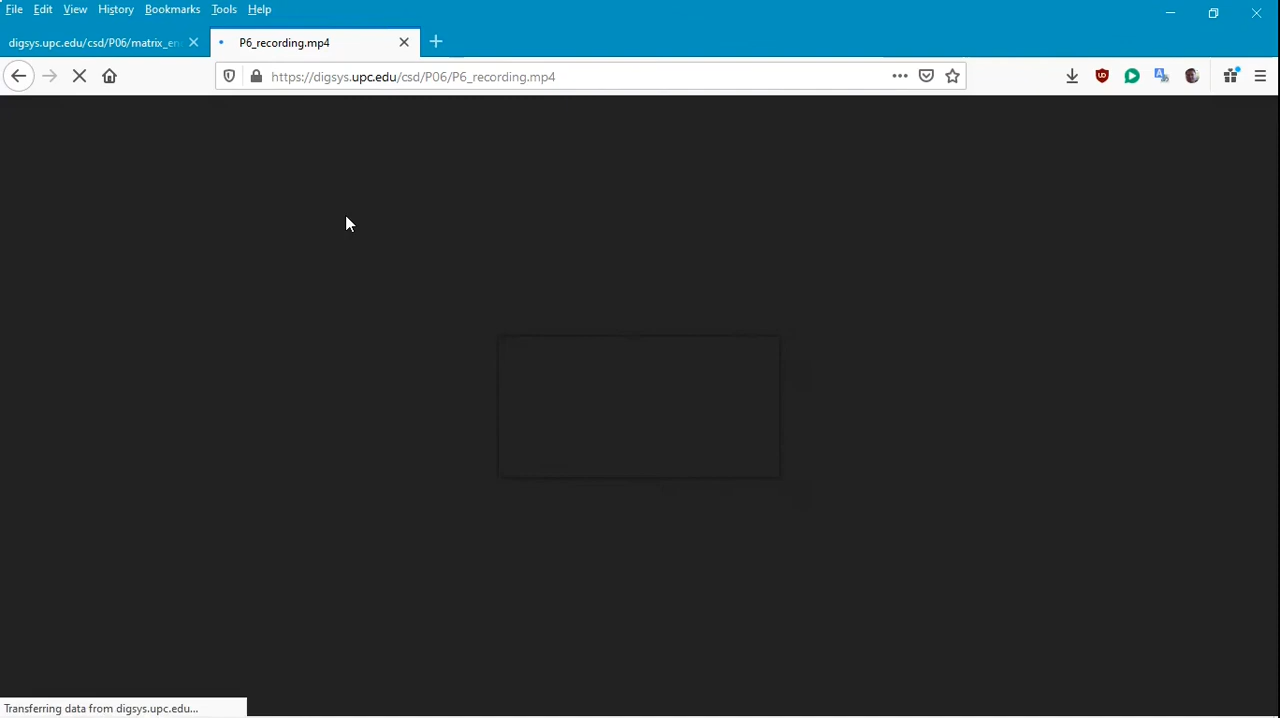 File Edit View History Bookmarks Tools Help
digsys.upc.edu/csd/P06/matrix_en
P6_recording.mp4
https://digsys.upc.edu/csd/P06/P6_recording.mp4
Transferring data from digsys.upc.edu...